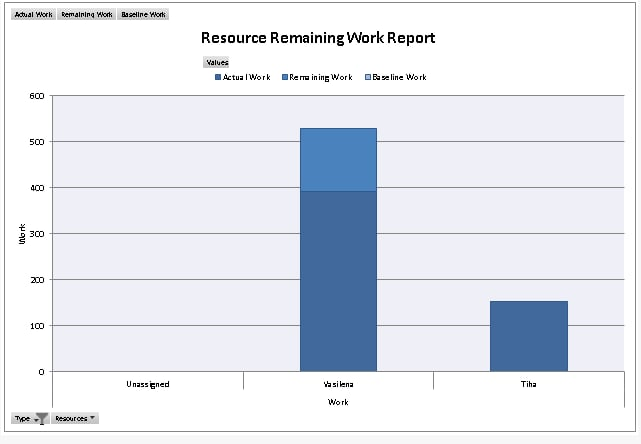 Actual Work Remaining Work Baseline Work
Resource Remaining Work Report
Values
Actual Work Remaining Work Baseline Work
600
500
400
300
200
100
0
Work
Unassigned Vasilena Tiha
Work
Type Resources